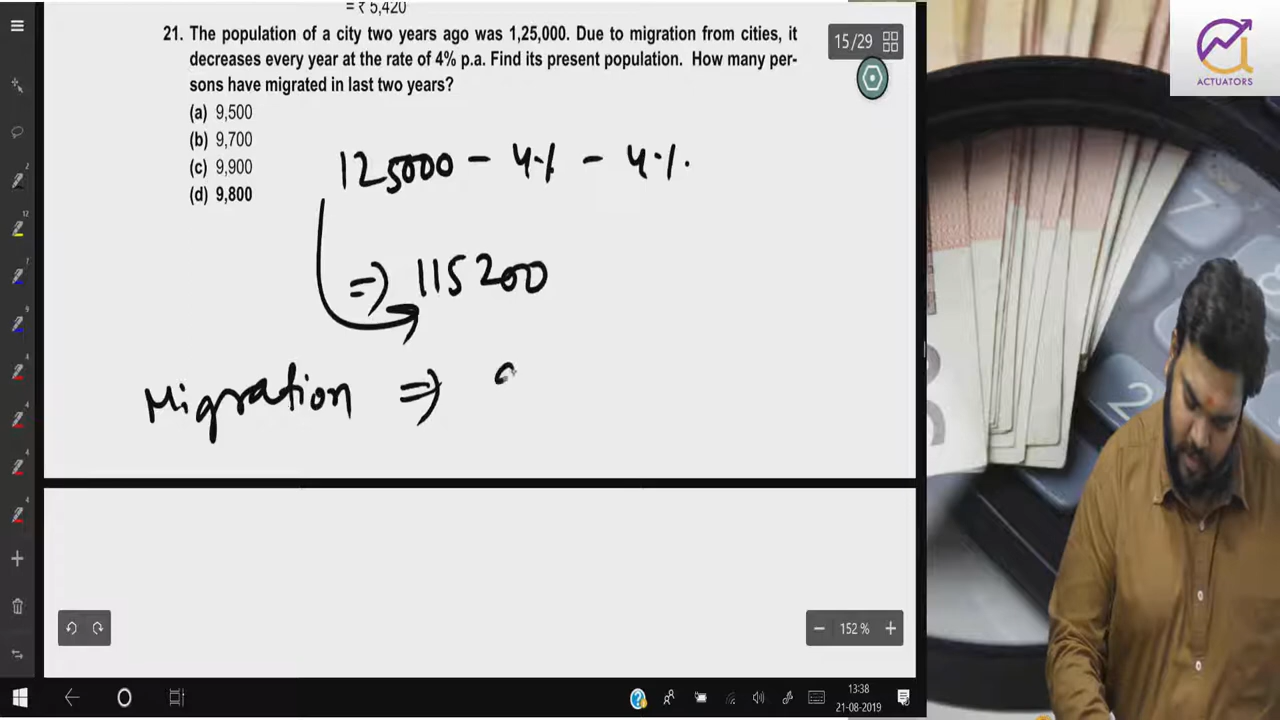 = ₹ 5,420
21. The population of a city two years ago was 1,25,000. Due to migration from cities, it
decreases every year at the rate of 4% p.a. Find its present population. How many per-
sons have migrated in last two years?
(a) 9,500
(b) 9,700
(c) 9,900
(d) 9,800
125000 - 4% - 4%.
=> 115200
Migration =>
15/29
ACTUATORS
152 %
13:38
21-08-2019